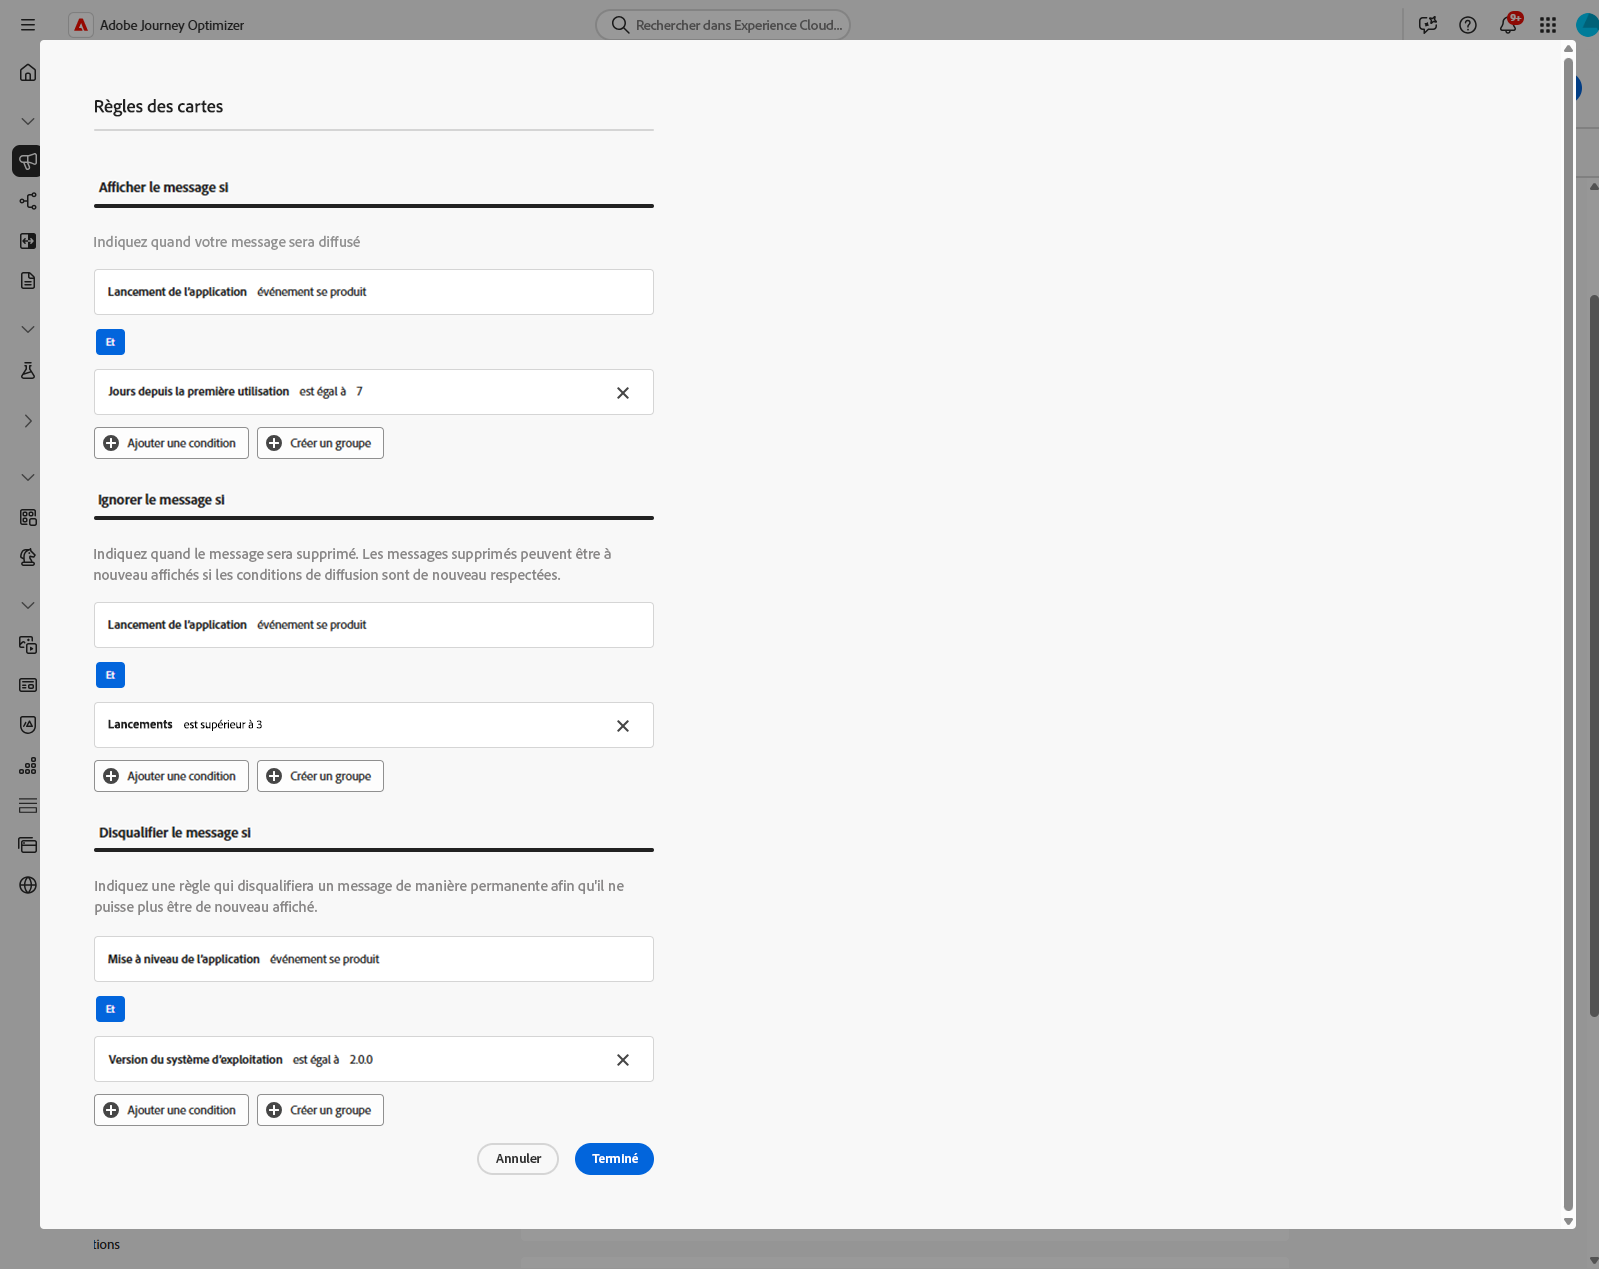 Adobe Journey Optimizer
Rechercher dans Experience Cloud...
9+
Règles des cartes
Afficher le message si
Indiquez quand votre message sera diffusé
Lancement de l'application événement se produit
Et
Jours depuis la première utilisation est égal à 7
Ajouter une condition Créer un groupe
Ignorer le message si
Indiquez quand le message sera supprimé. Les messages supprimés peuvent être à
nouveau affichés si les conditions de diffusion sont de nouveau respectées.
Lancement de l'application événement se produit
Et
Lancements est supérieur à 3
Ajouter une condition Créer un groupe
Disqualifier le message si
Indiquez une règle qui disqualifiera un message de manière permanente afin qu'il ne
puisse plus être de nouveau affiché.
Mise à niveau de l'application événement se produit
Et
Version du système d'exploitation est égal à 2.0.0
Ajouter une condition Créer un groupe
Annuler Terminé
tions